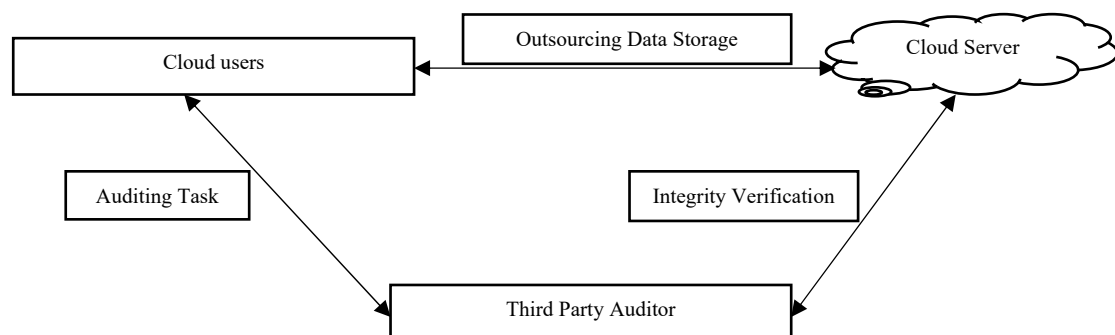 Outsourcing Data Storage
Cloud Server
Cloud users
Auditing Task
Integrity Verification
Third Party Auditor